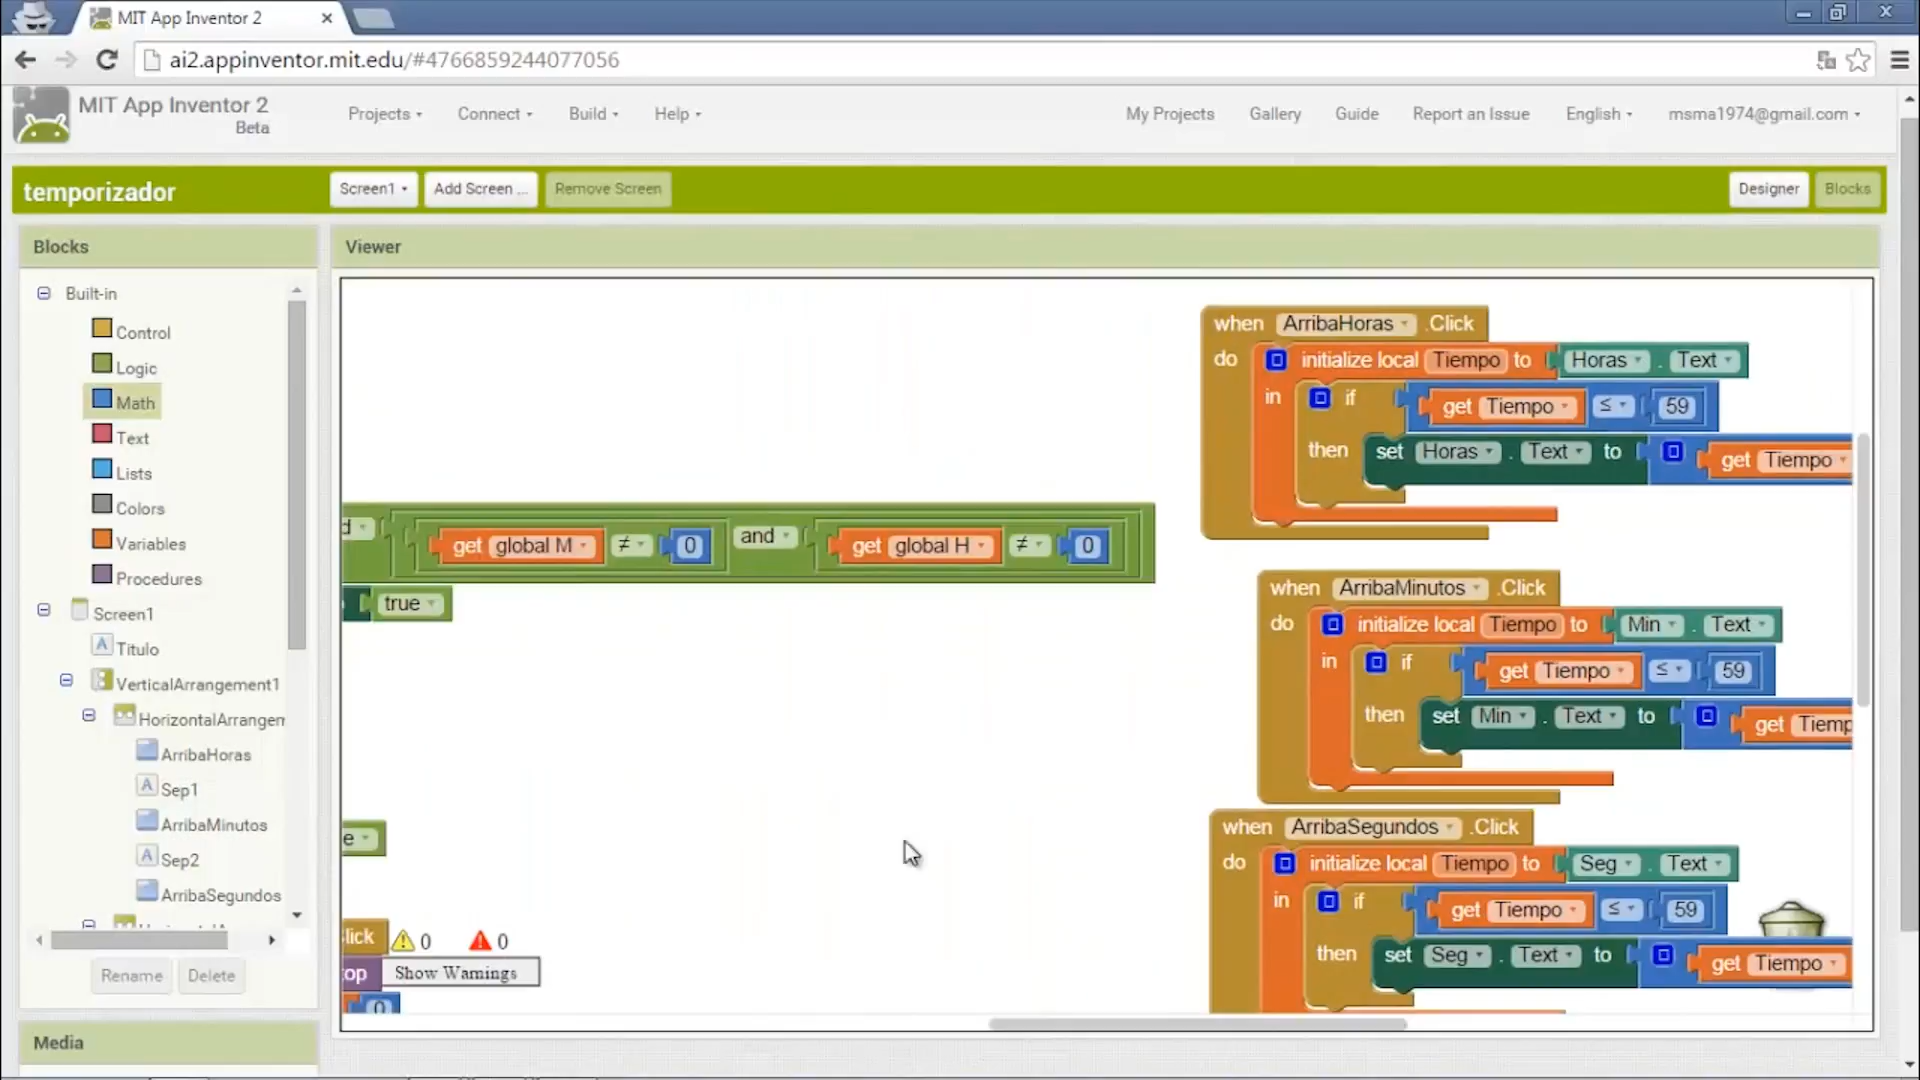 MIT App Inventor 2
ai2.appinventor.mit.edu/#4766859244077056
MIT App Inventor 2
Beta
Projects
Connect
Build
Help
My Projects
Gallery
Guide
Report an Issue
English
msma1974@gmail.com
temporizador
Screen1
Add Screen ...
Remove Screen
Designer
Blocks
Blocks
Built-in
Control
Logic
Math
Text
Lists
Colors
Variables
Procedures
Screen1
A Titulo
VerticalArrangement1
HorizontalArrangem
ArribaHoras
A Sep1
ArribaMinutos
A Sep2
ArribaSegundos
Rename
Delete
Media
Viewer
d
get global M ≠ 0 and get global H ≠ 0
true
e
lick
0
0
op
Show Warnings
0
when ArribaHoras .Click
do initialize local Tiempo to Horas . Text
in if get Tiempo ≤ 59
then set Horas . Text to get Tiempo
when ArribaMinutos .Click
do initialize local Tiempo to Min . Text
in if get Tiempo ≤ 59
then set Min . Text to get Tiemp
when ArribaSegundos .Click
do initialize local Tiempo to Seg . Text
in if get Tiempo ≤ 59
then set Seg . Text to get Tiempo